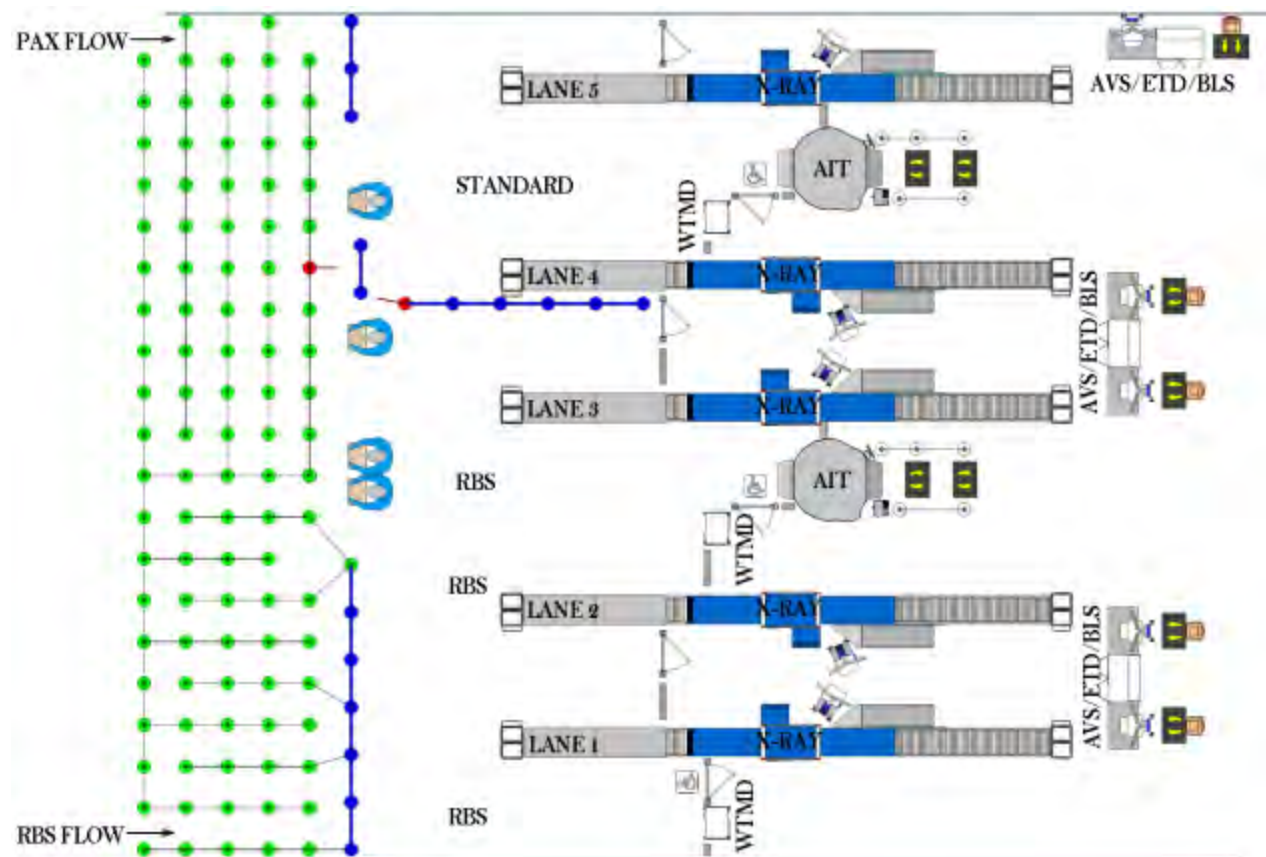 PAX FLOW
AVS/ETD/BLS
LANE 5
X-RAY
AIT
STANDARD
WTMD
LANE 4
X-RAY
AVS/ETD/BLS
LANE 3
X-RAY
AIT
RBS
WTMD
RBS
LANE 2
X-RAY
AVS/ETD/BLS
LANE 1
X-RAY
RBS
WTMD
RBS FLOW